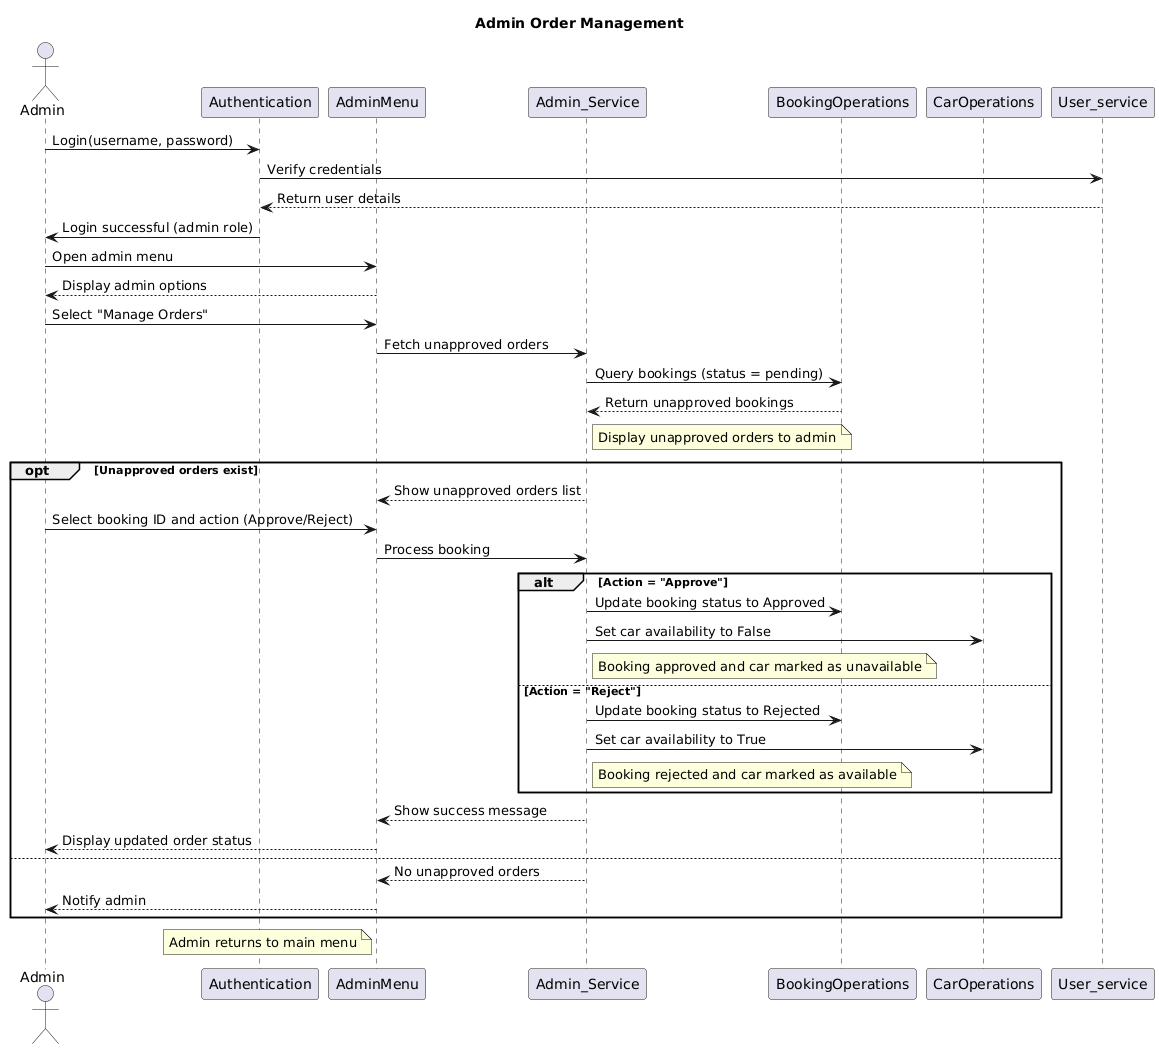 Admin Order Management
Admin
Authentication
AdminMenu
Admin_Service
BookingOperations
CarOperations
User_service
Login(username, password)
Verify credentials
Return user details
Login successful (admin role)
Open admin menu
Display admin options
Select "Manage Orders"
Fetch unapproved orders
Query bookings (status = pending)
Return unapproved bookings
Display unapproved orders to admin
opt
[Unapproved orders exist]
Show unapproved orders list
Select booking ID and action (Approve/Reject)
Process booking
alt
[Action = "Approve"]
Update booking status to Approved
Set car availability to False
Booking approved and car marked as unavailable
[Action = "Reject"]
Update booking status to Rejected
Set car availability to True
Booking rejected and car marked as available
Show success message
Display updated order status
No unapproved orders
Notify admin
Admin returns to main menu
Admin
Authentication
AdminMenu
Admin_Service
BookingOperations
CarOperations
User_service